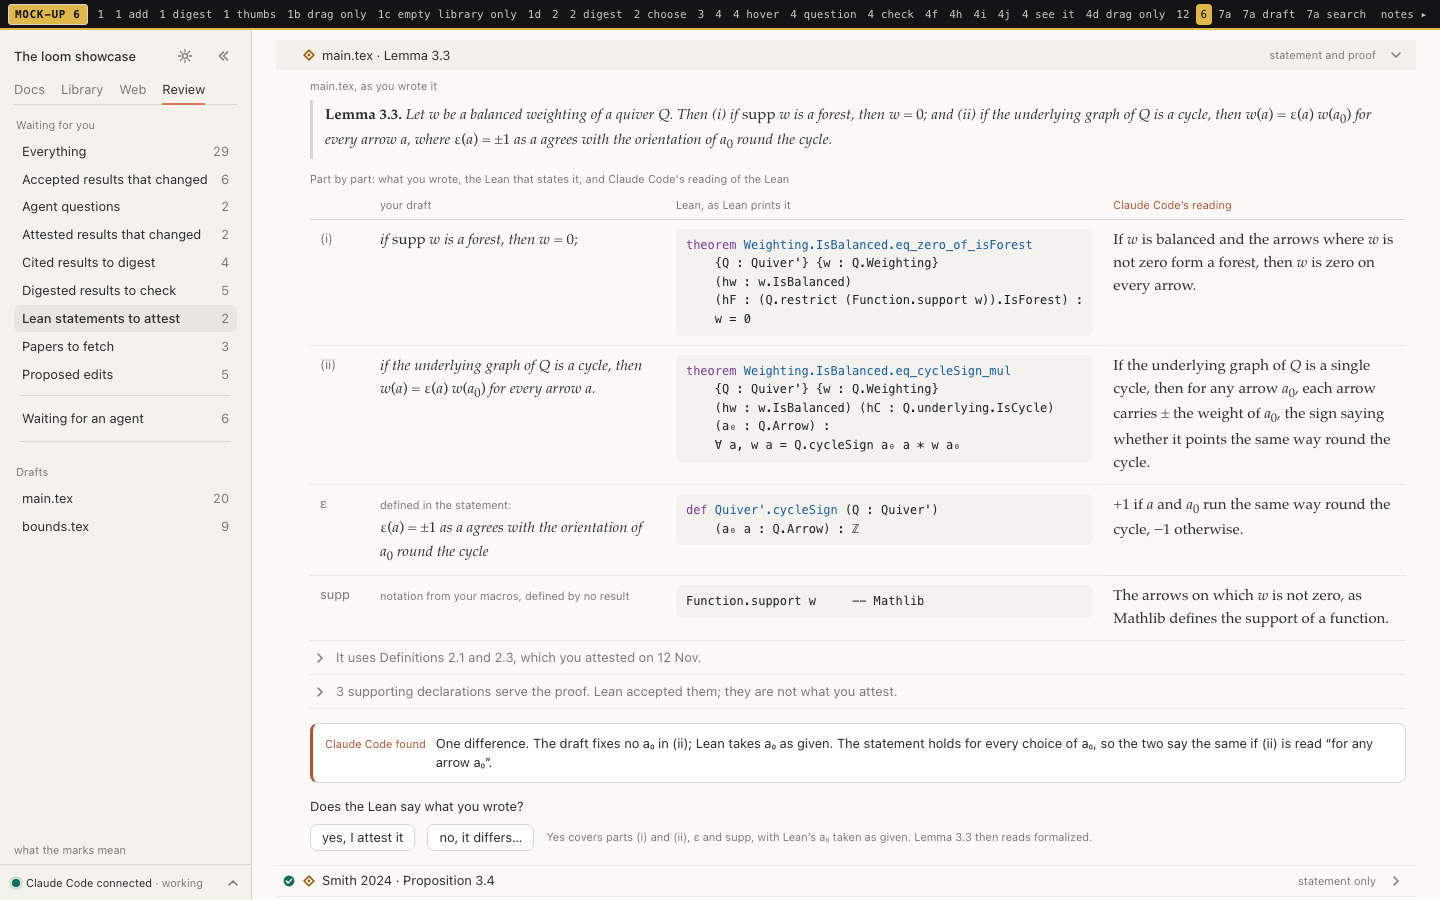 MOCK-UP 6 1 1 add 1 digest 1 thumbs 1b drag only 1c empty library only 1d 2 2 digest 2 choose 3 4 4 hover 4 question 4 check 4f 4h 4i 4j 4 see it 4d drag only 12 6 7a 7a draft 7a search notes ▸
The loom showcase
Docs Library Web Review
Waiting for you
Everything 29
Accepted results that changed 6
Agent questions 2
Attested results that changed 2
Cited results to digest 4
Digested results to check 5
Lean statements to attest 2
Papers to fetch 3
Proposed edits 5
Waiting for an agent 6
Drafts
main.tex 20
bounds.tex 9
what the marks mean
Claude Code connected · working
main.tex · Lemma 3.3 statement and proof
main.tex, as you wrote it
Lemma 3.3. Let w be a balanced weighting of a quiver Q. Then (i) if supp w is a forest, then w = 0; and (ii) if the underlying graph of Q is a cycle, then w(a) = ε(a) w(a₀) for
every arrow a, where ε(a) = ±1 as a agrees with the orientation of a₀ round the cycle.
Part by part: what you wrote, the Lean that states it, and Claude Code's reading of the Lean
your draft Lean, as Lean prints it Claude Code's reading
(i) if supp w is a forest, then w = 0;
theorem Weighting.IsBalanced.eq_zero_of_isForest
{Q : Quiver'} {w : Q.Weighting}
(hw : w.IsBalanced)
(hF : (Q.restrict (Function.support w)).IsForest) :
w = 0
If w is balanced and the arrows where w is
not zero form a forest, then w is zero on
every arrow.
(ii) if the underlying graph of Q is a cycle, then
w(a) = ε(a) w(a₀) for every arrow a.
theorem Weighting.IsBalanced.eq_cycleSign_mul
{Q : Quiver'} {w : Q.Weighting}
(hw : w.IsBalanced) (hC : Q.underlying.IsCycle)
(a₀ : Q.Arrow) :
∀ a, w a = Q.cycleSign a₀ a * w a₀
If the underlying graph of Q is a single
cycle, then for any arrow a₀, each arrow
carries ± the weight of a₀, the sign saying
whether it points the same way round the
cycle.
ε defined in the statement:
ε(a) = ±1 as a agrees with the orientation of
a₀ round the cycle
def Quiver'.cycleSign (Q : Quiver')
(a₀ a : Q.Arrow) : ℤ
+1 if a and a₀ run the same way round the
cycle, −1 otherwise.
supp notation from your macros, defined by no result
Function.support w -- Mathlib
The arrows on which w is not zero, as
Mathlib defines the support of a function.
It uses Definitions 2.1 and 2.3, which you attested on 12 Nov.
3 supporting declarations serve the proof. Lean accepted them; they are not what you attest.
Claude Code found One difference. The draft fixes no a₀ in (ii); Lean takes a₀ as given. The statement holds for every choice of a₀, so the two say the same if (ii) is read “for any
arrow a₀”.
Does the Lean say what you wrote?
yes, I attest it no, it differs... Yes covers parts (i) and (ii), ε and supp, with Lean's a₀ taken as given. Lemma 3.3 then reads formalized.
Smith 2024 · Proposition 3.4 statement only